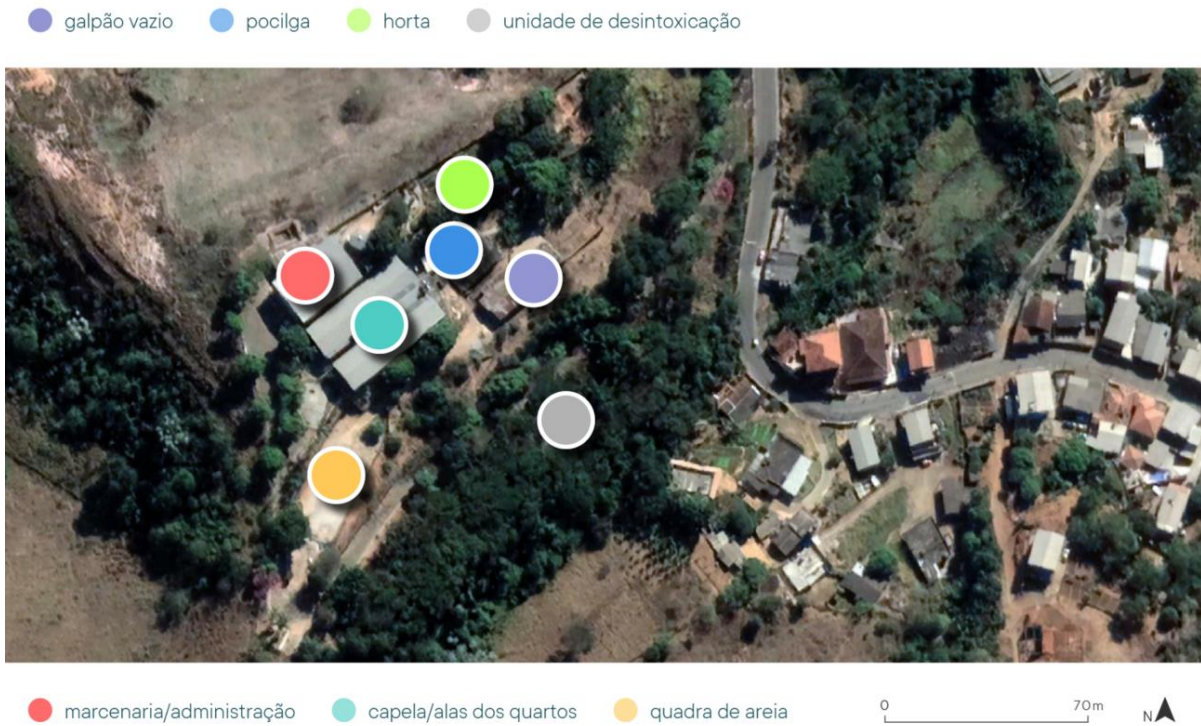 galpão vazio pocilga horta unidade de desintoxicação
marcenaria/administração capela/alas dos quartos quadra de areia 0 70m N